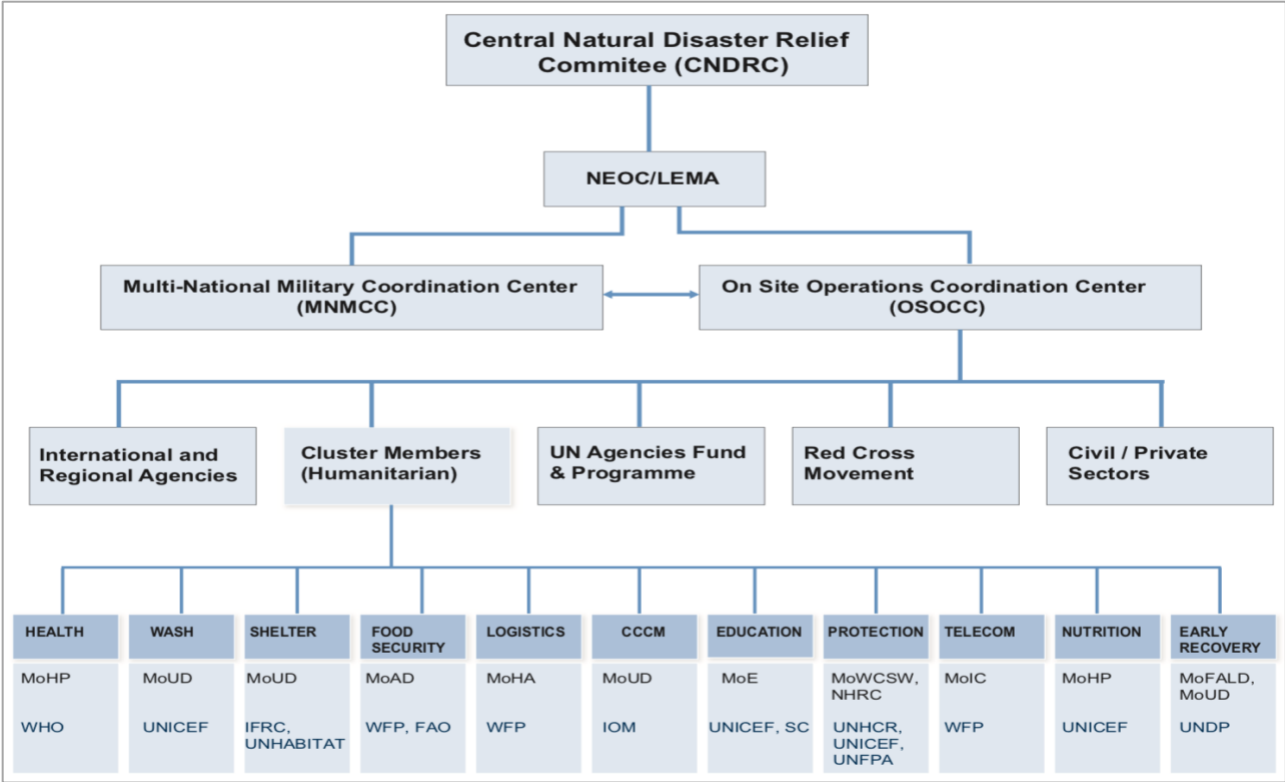 Central Natural Disaster Relief
Commitee (CNDRC)
NEOC/LEMA
Multi-National Military Coordination Center
(MNMCC)
On Site Operations Coordination Center
(OSOCC)
International and
Regional Agencies
Cluster Members
(Humanitarian)
UN Agencies Fund
& Programme
Red Cross
Movement
Civil / Private
Sectors
HEALTH
MoHP
WHO
WASH
MoUD
UNICEF
SHELTER
MoUD
IFRC,
UNHABITAT
FOOD
SECURITY
MoAD
WFP, FAO
LOGISTICS
MoHA
WFP
CCCM
MoUD
IOM
EDUCATION
MoE
UNICEF, SC
PROTECTION
MoWCSW,
NHRC
UNHCR,
UNICEF,
UNFPA
TELECOM
MoIC
WFP
NUTRITION
MoHP
UNICEF
EARLY
RECOVERY
MoFALD,
MoUD
UNDP